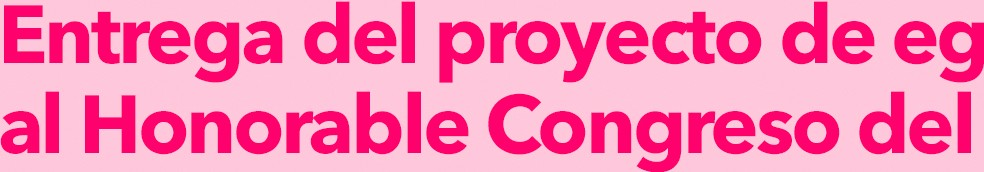 Entrega del proyecto de eg
al Honorable Congreso del